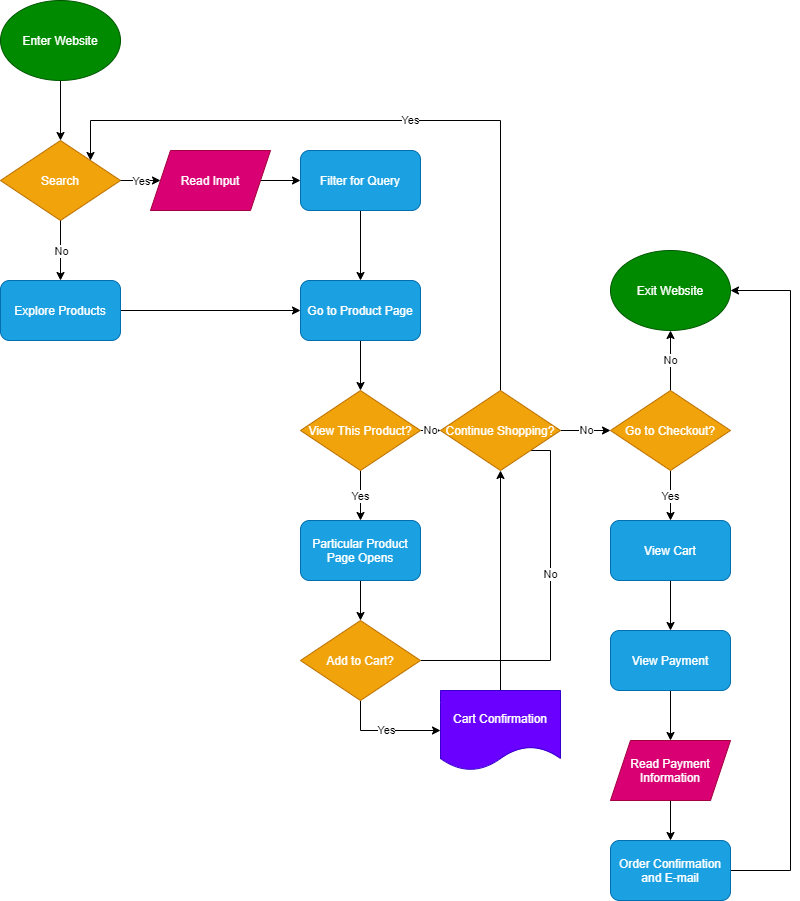 Enter Website
Yes
Search
Yes
Read Input
Filter for Query
No
Explore Products
Go to Product Page
Exit Website
No
View This Product?
No
Continue Shopping?
No
Go to Checkout?
Yes
Yes
Particular Product
Page Opens
View Cart
No
Add to Cart?
View Payment
Yes
Cart Confirmation
Read Payment
Information
Order Confirmation
and E-mail